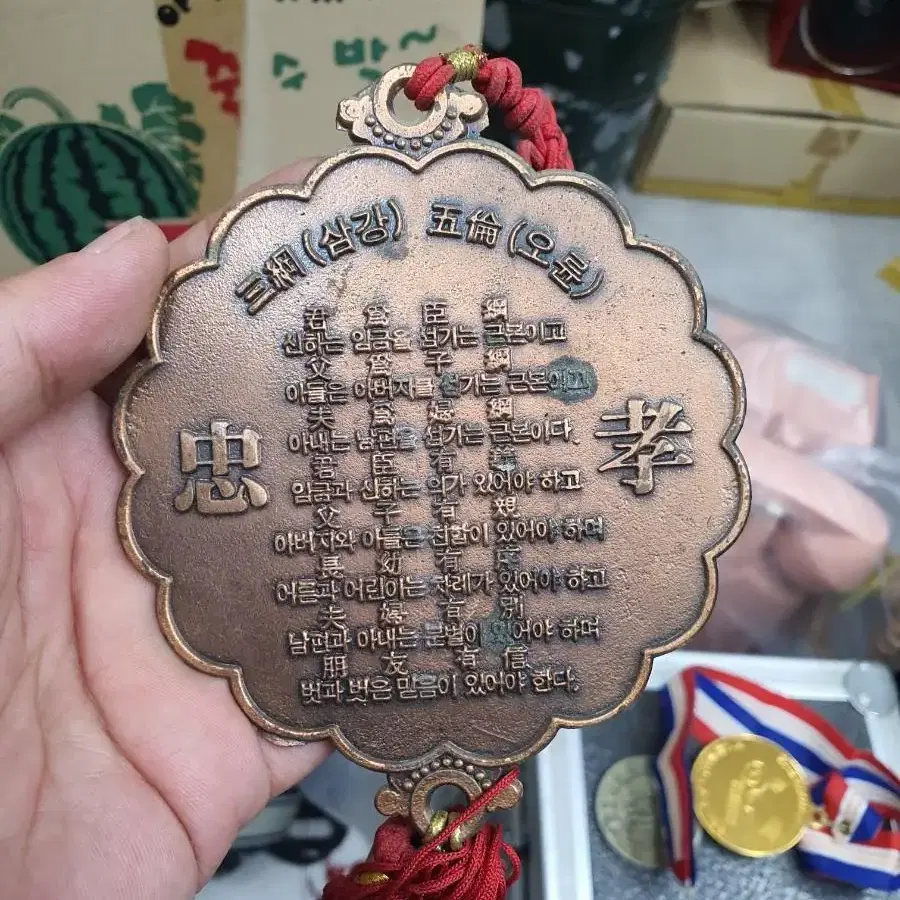 수박~
三綱(삼강) 五倫(오륜)
君爲臣綱
신하는 임금을 섬기는 근본이고
父爲子綱
아들은 아버지를 섬기는 근본이고
夫爲婦綱
아내는 남편을 섬기는 근본이다.
忠
孝
君臣有義
임금과 신하는 의가 있어야 하고
父子有親
아버지와 아들은 친함이 있어야 하며
長幼有序
어른과 어린이는 차례가 있어야 하고
夫婦有別
남편과 아내는 분별이 있어야 하며
朋友有信
벗과 벗은 믿음이 있어야 한다.